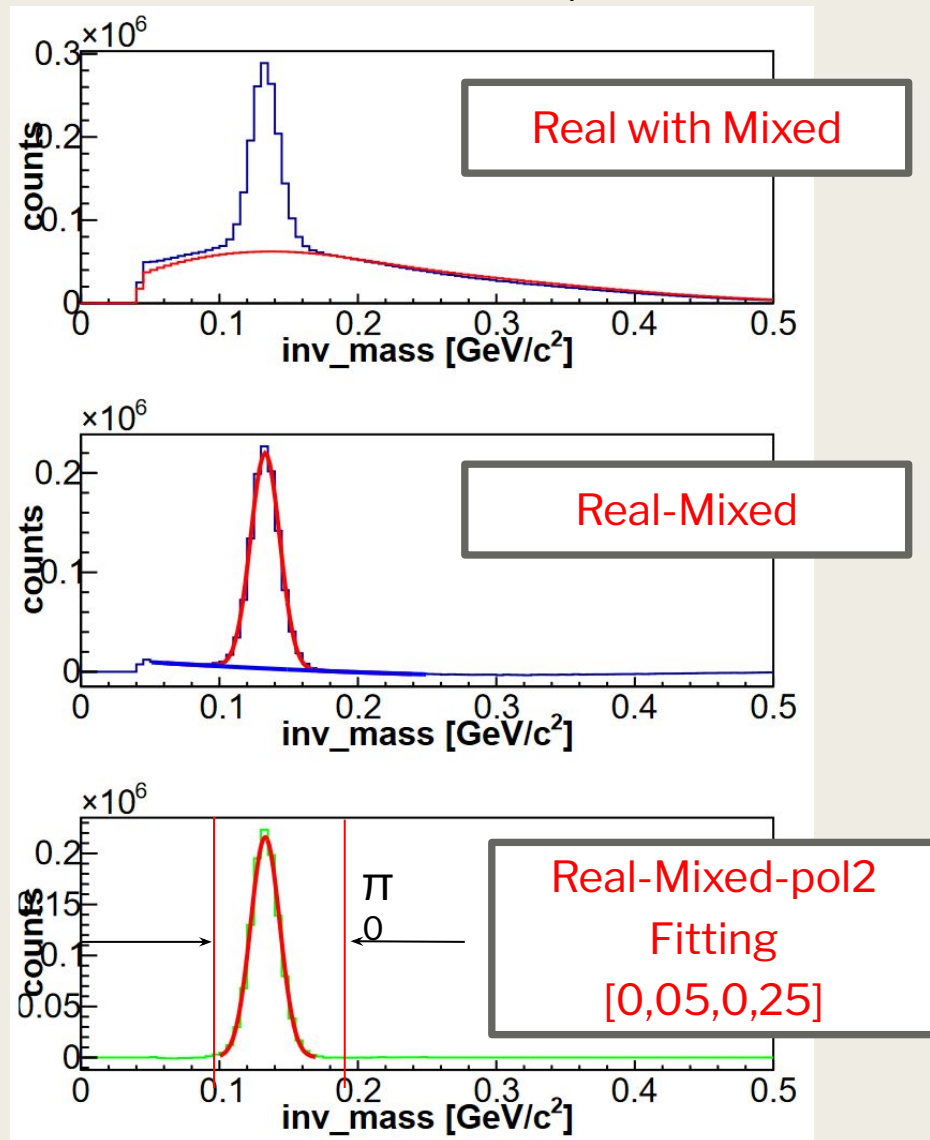 ×10⁶
0.3
0.2
0.1
0
counts
Real with Mixed
0 0.1 0.2 0.3 0.4 0.5
inv_mass [GeV/c²]
×10⁶
0.2
0.1
0
counts
Real-Mixed
0 0.1 0.2 0.3 0.4 0.5
inv_mass [GeV/c²]
×10⁶
0.2
0.1
0.05
0
counts
π
0
Real-Mixed-pol2
Fitting
[0,05,0,25]
0 0.1 0.2 0.3 0.4 0.5
inv_mass [GeV/c²]